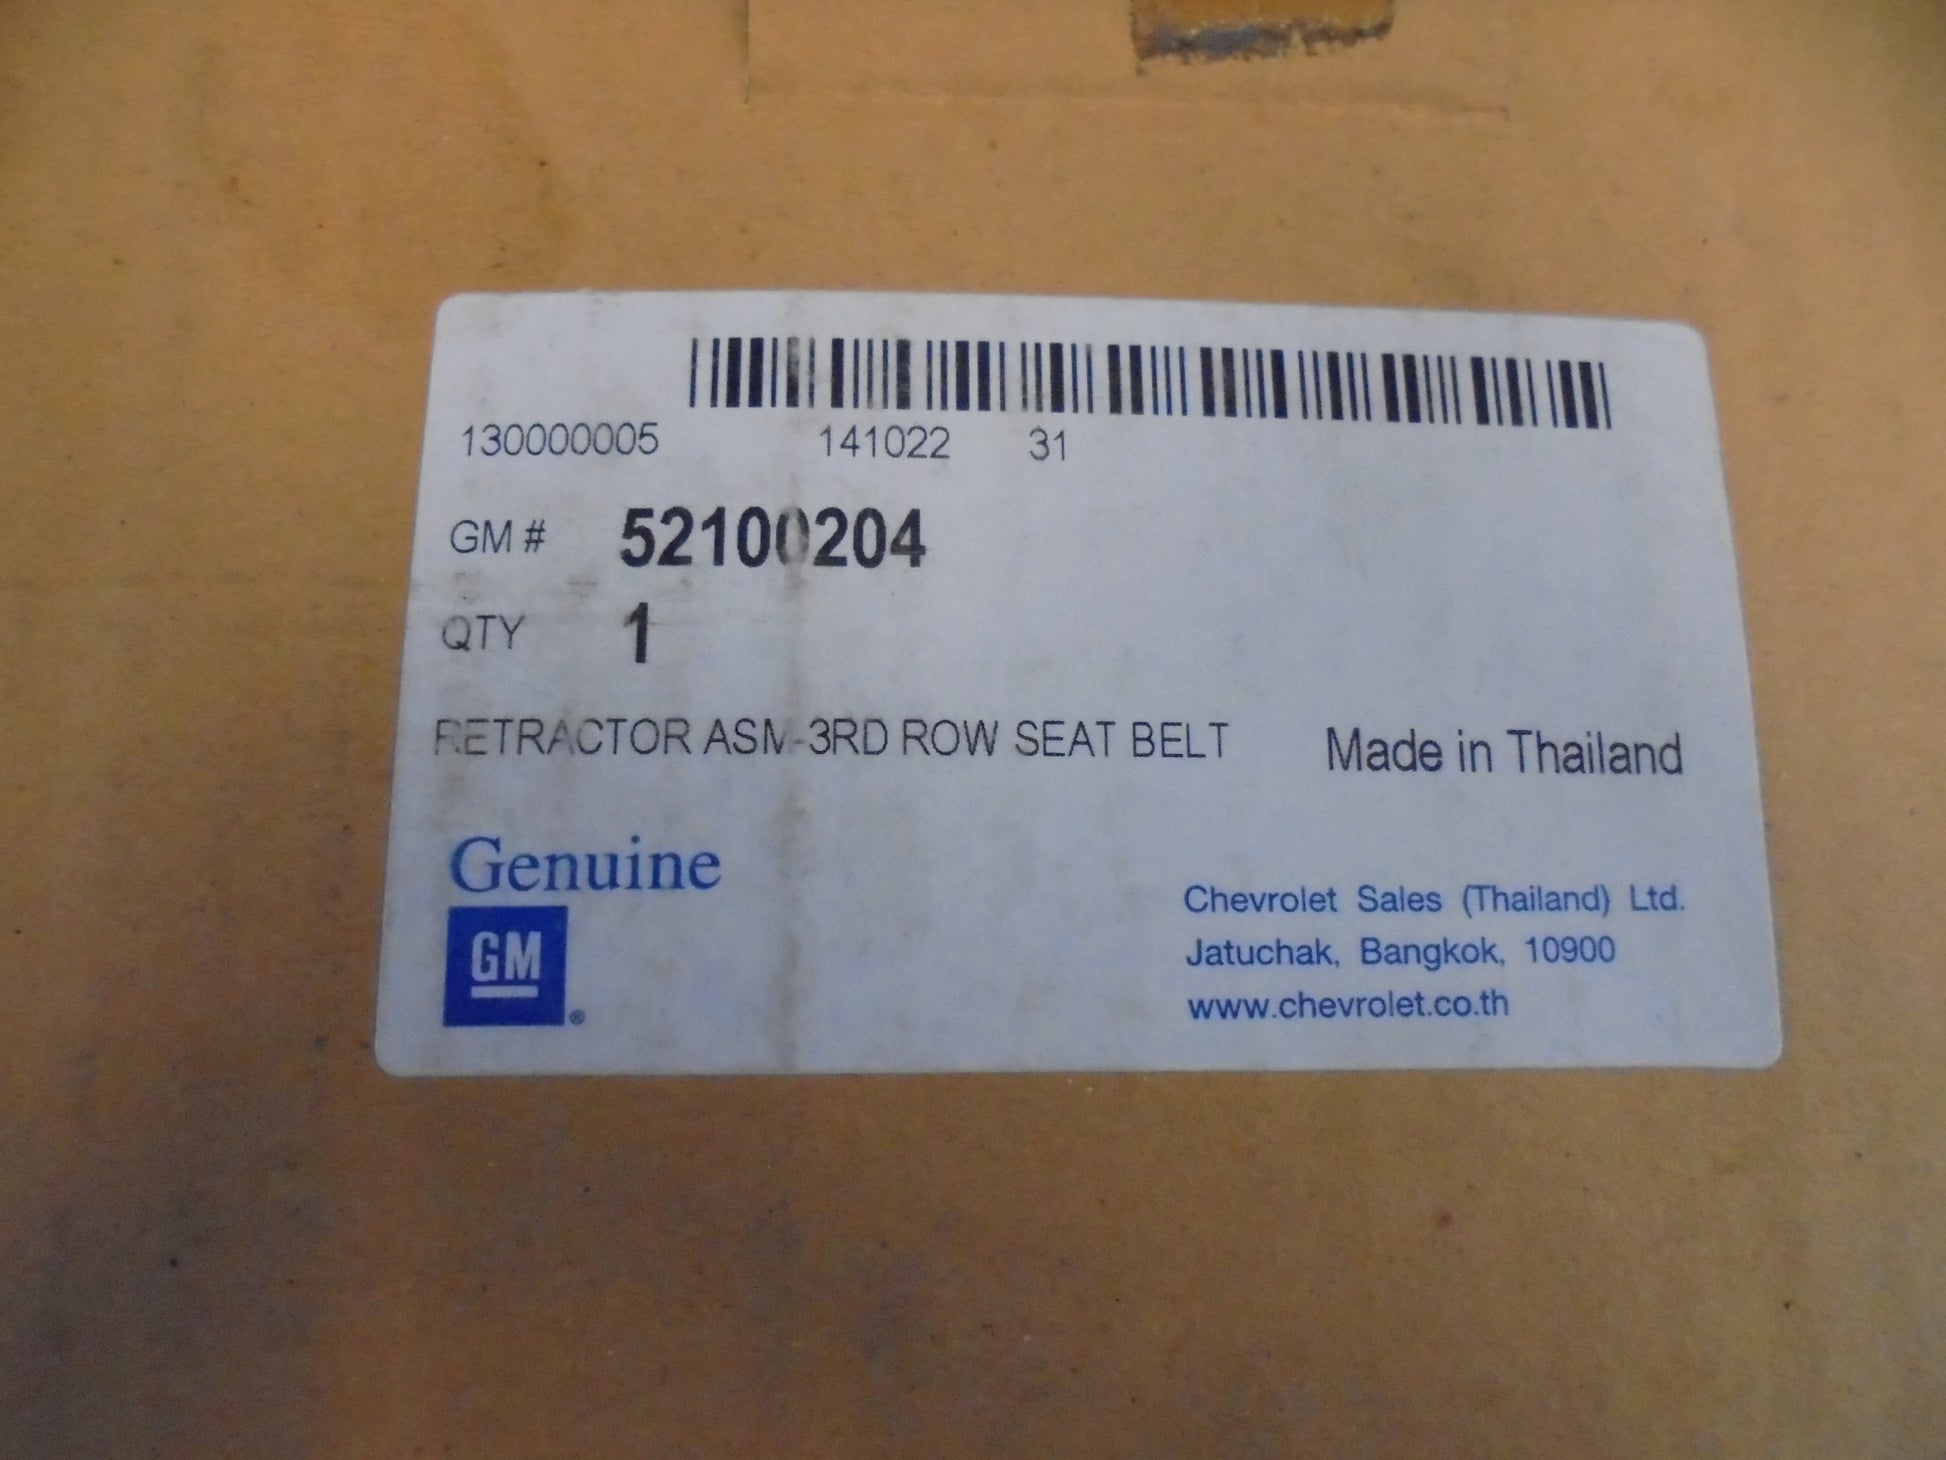 130000005 141022 31
GM # 52100204
QTY 1
RETRACTOR ASM-3RD ROW SEAT BELT Made in Thailand
Genuine
GM ®
Chevrolet Sales (Thailand) Ltd.
Jatuchak, Bangkok, 10900
www.chevrolet.co.th